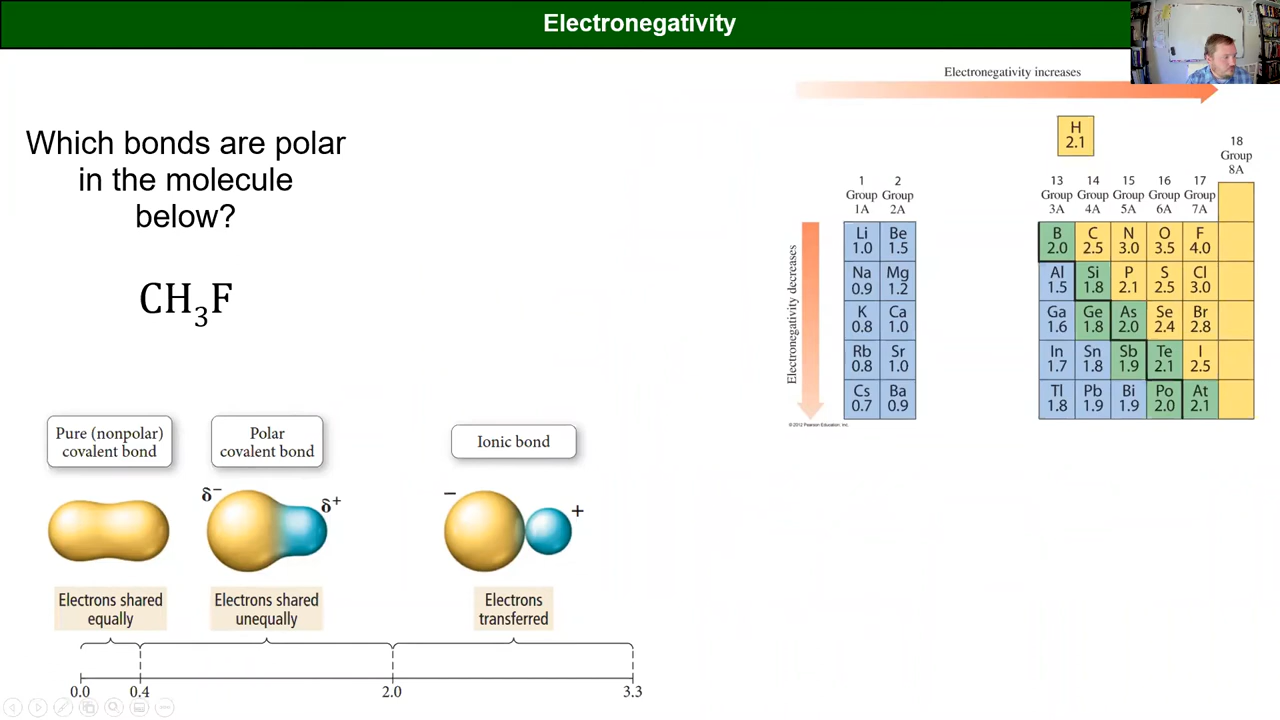 Electronegativity
Which bonds are polar
in the molecule
below?
CH₃F
Electronegativity increases
Electronegativity decreases
H
2.1
18
Group
8A
1 2 13 14 15 16 17
Group Group Group Group Group Group Group
1A 2A 3A 4A 5A 6A 7A
Li Be B C N O F
1.0 1.5 2.0 2.5 3.0 3.5 4.0
Na Mg Al Si P S Cl
0.9 1.2 1.5 1.8 2.1 2.5 3.0
K Ca Ga Ge As Se Br
0.8 1.0 1.6 1.8 2.0 2.4 2.8
Rb Sr In Sn Sb Te I
0.8 1.0 1.7 1.8 1.9 2.1 2.5
Cs Ba Tl Pb Bi Po At
0.7 0.9 1.8 1.9 1.9 2.0 2.1
© 2012 Pearson Education, Inc.
Pure (nonpolar)
covalent bond
Polar
covalent bond
Ionic bond
δ⁻ δ⁺ − +
Electrons shared
equally
Electrons shared
unequally
Electrons
transferred
0.0 0.4 2.0 3.3